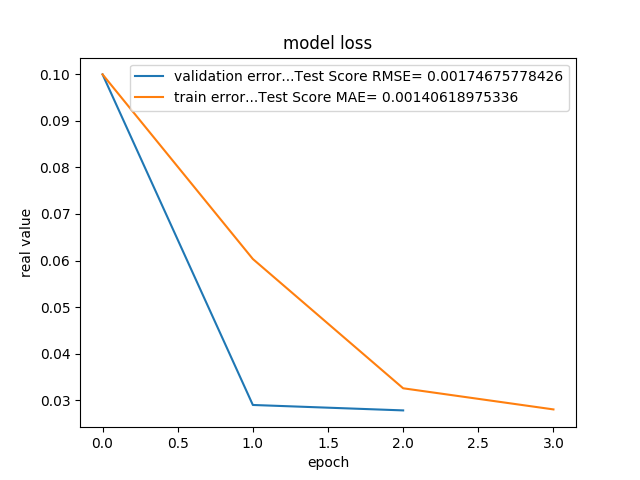 model loss
validation error...Test Score RMSE= 0.00174675778426
train error...Test Score MAE= 0.00140618975336
0.10
0.09
0.08
0.07
0.06
0.05
0.04
0.03
real value
0.0 0.5 1.0 1.5 2.0 2.5 3.0
epoch